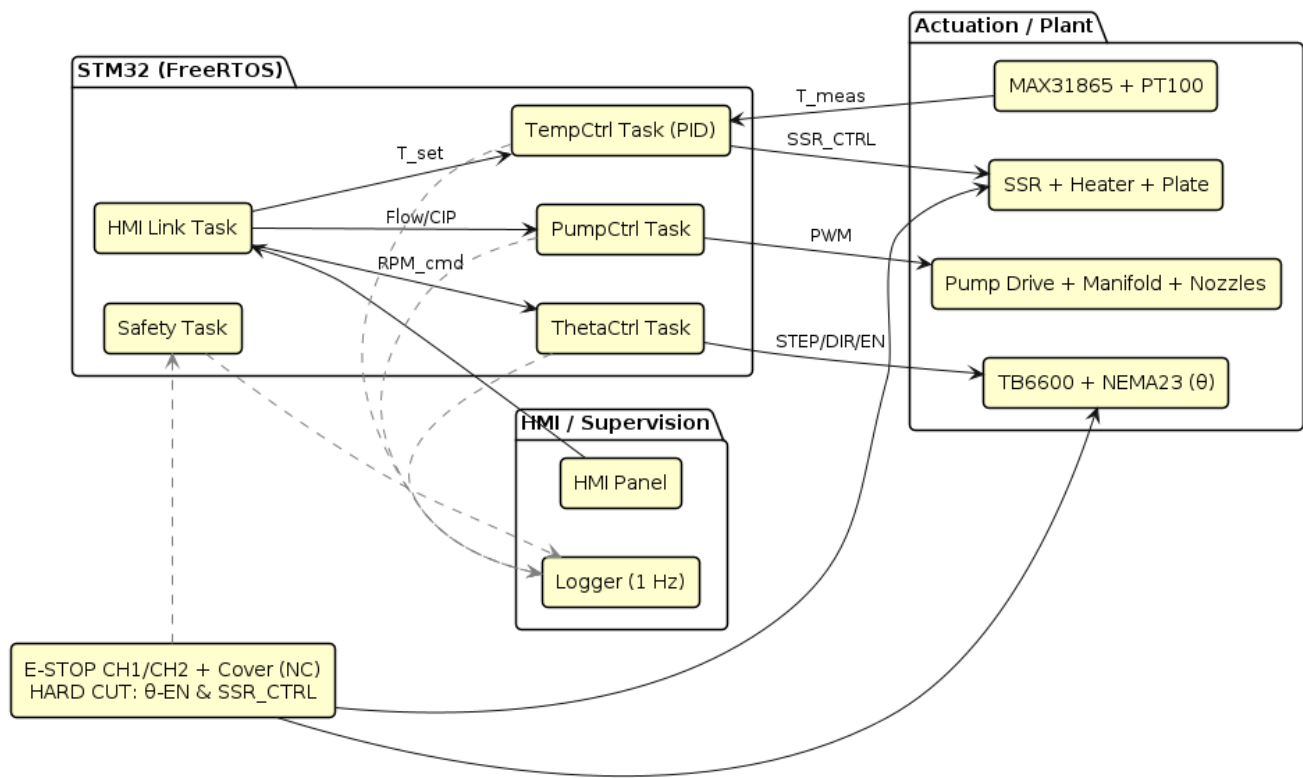 Actuation / Plant
STM32 (FreeRTOS)
MAX31865 + PT100
T_meas
TempCtrl Task (PID)
SSR_CTRL
T_set
SSR + Heater + Plate
HMI Link Task
Flow/CIP
PumpCtrl Task
PWM
RPM_cmd
Pump Drive + Manifold + Nozzles
Safety Task
ThetaCtrl Task
STEP/DIR/EN
TB6600 + NEMA23 (θ)
HMI / Supervision
HMI Panel
Logger (1 Hz)
E-STOP CH1/CH2 + Cover (NC)
HARD CUT: θ-EN & SSR_CTRL